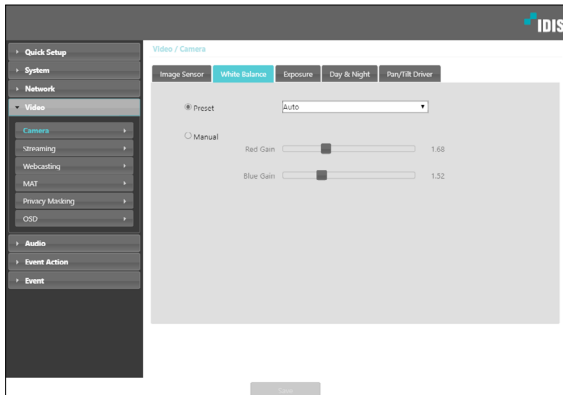 IDIS
Video / Camera
Quick Setup
System
Network
Video
Camera
Streaming
Webcasting
MAT
Privacy Masking
OSD
Audio
Event Action
Event
Image Sensor White Balance Exposure Day & Night Pan/Tilt Driver
Preset Auto
Manual
Red Gain 1.68
Blue Gain 1.52
Save